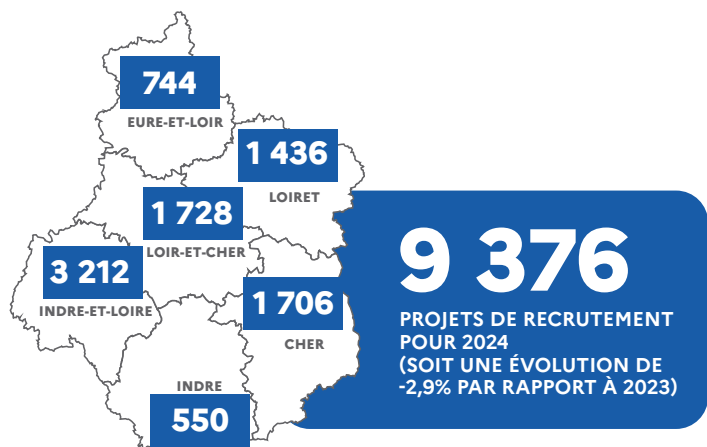 744
EURE-ET-LOIR
1 436
LOIRET
1 728
LOIR-ET-CHER
3 212
INDRE-ET-LOIRE
1 706
CHER
INDRE
550
9 376
PROJETS DE RECRUTEMENT
POUR 2024
(SOIT UNE ÉVOLUTION DE
-2,9% PAR RAPPORT À 2023)